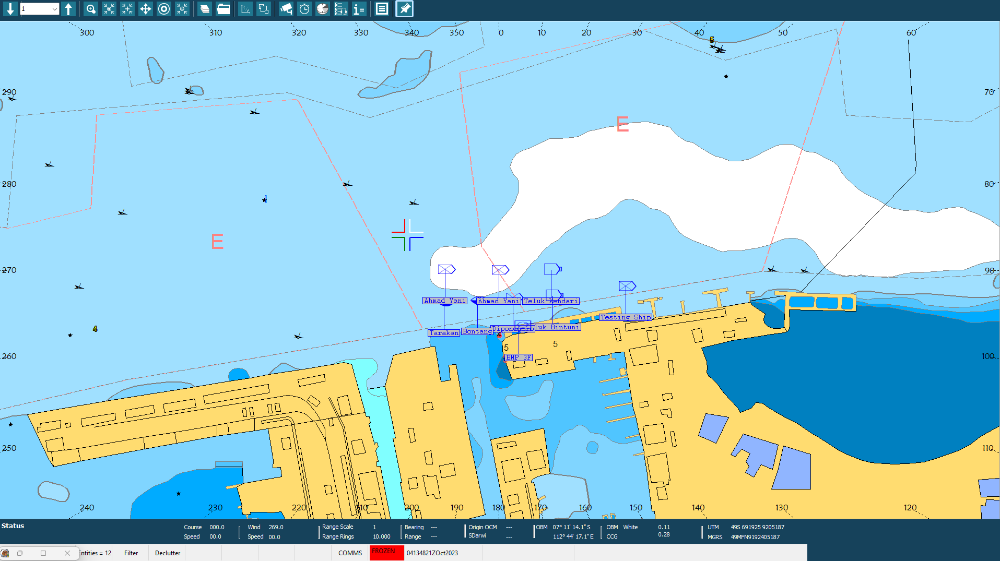 1
300 310 320 330 340 350 0 10 20 30 40 50 60
5
290 70
E
280 80
1
E
270 90
Ahmad Yani Ahmad Yani Teluk Kendari
Testing Ship
4
Tarakan Bontang Diponegoro luk Bintuni
4
5 5
260 BMP 3F 100
250 110
240 230 220 210 200 190 180 170 160 150 140 130 120
Status
Course 000.0 Wind 269.0 Range Scale 1 Bearing --- Origin OCM --- OBM 07° 11' 14.1" S OBM White 0.11 UTM 49S 691925 9205187
Speed 00.0 Speed 00.0 Range Rings 10.000 Range --- SDarwi --- 112° 44' 17.1" E CCG 0.28 MGRS 49MFN9192405187
Entities = 12 Filter Declutter COMMS FROZEN 04134821ZOct2023